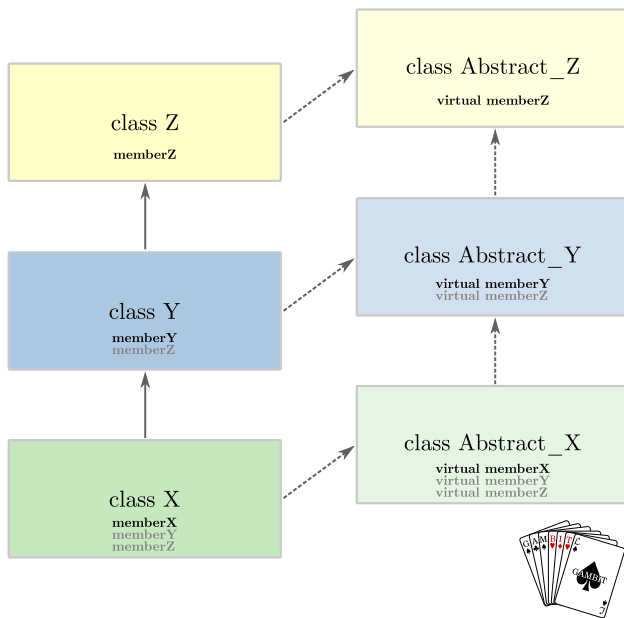 class Abstract_Z
virtual memberZ
class Z
memberZ
class Abstract_Y
virtual memberY
virtual memberZ
class Y
memberY
memberZ
class Abstract_X
virtual memberX
virtual memberY
virtual memberZ
class X
memberX
memberY
memberZ
G A M B I T C
GAMBIT
C